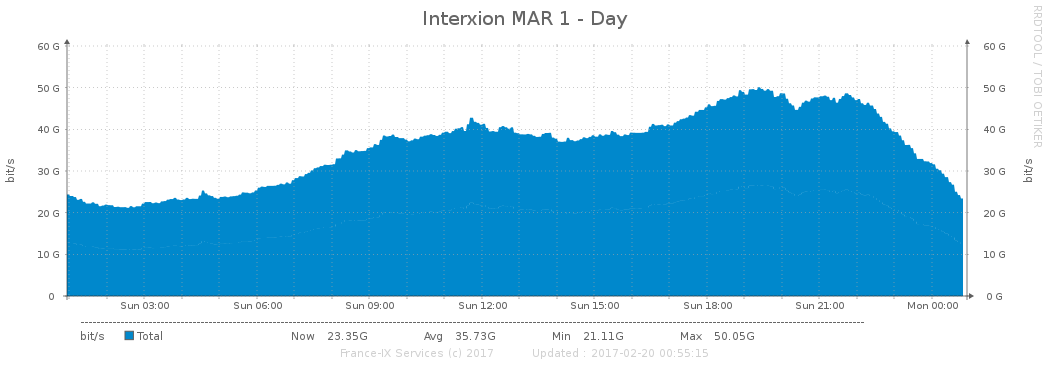 Interxion MAR 1 - Day
RRDTOOL / TOBI OETIKER
60 G 60 G
50 G 50 G
40 G 40 G
30 G 30 G
20 G 20 G
10 G 10 G
0 0 G
bit/s bit/s
Sun 03:00 Sun 06:00 Sun 09:00 Sun 12:00 Sun 15:00 Sun 18:00 Sun 21:00 Mon 00:00
bit/s Total Now 23.35G Avg 35.73G Min 21.11G Max 50.05G
France-IX Services (c) 2017 Updated : 2017-02-20 00:55:15